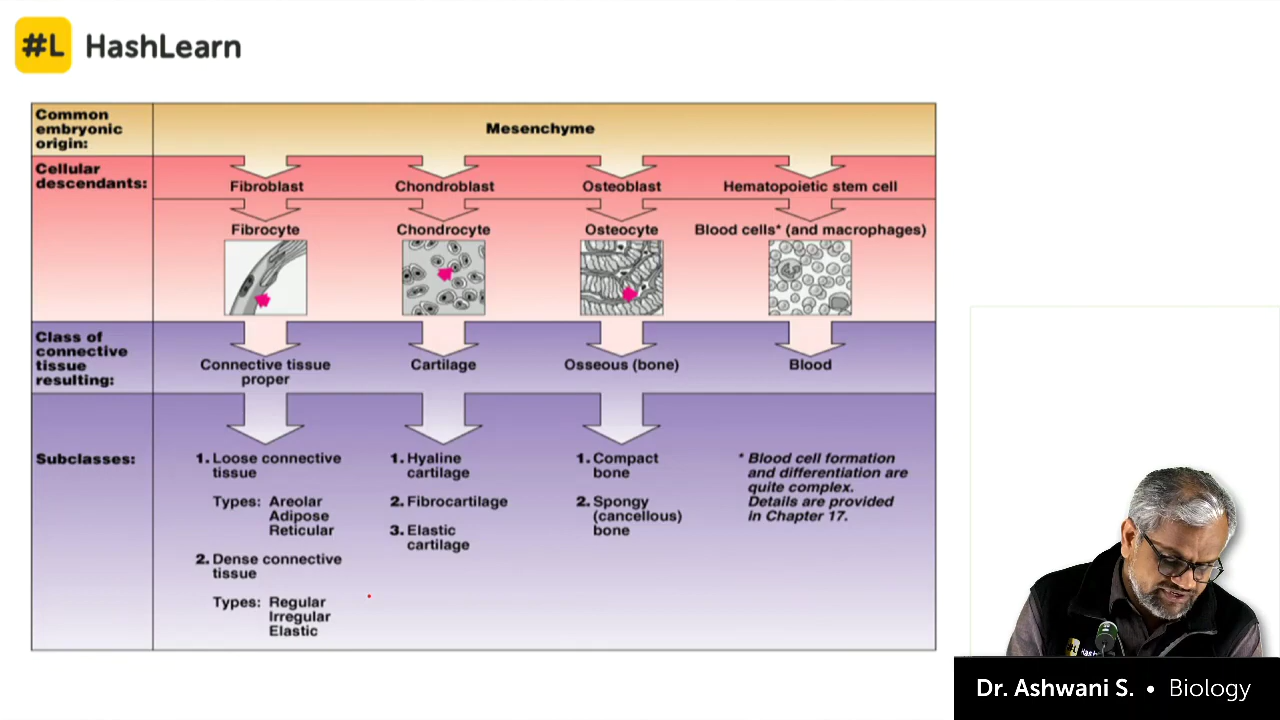 #L HashLearn
Common
embryonic
origin:
Mesenchyme
Cellular
descendants:
Fibroblast
Chondroblast
Osteoblast
Hematopoietic stem cell
Fibrocyte
Chondrocyte
Osteocyte
Blood cells* (and macrophages)
Class of
connective
tissue
resulting:
Connective tissue
proper
Cartilage
Osseous (bone)
Blood
Subclasses:
1. Loose connective
tissue
Types: Areolar
Adipose
Reticular
2. Dense connective
tissue
Types: Regular
Irregular
Elastic
1. Hyaline
cartilage
2. Fibrocartilage
3. Elastic
cartilage
1. Compact
bone
2. Spongy
(cancellous)
bone
* Blood cell formation
and differentiation are
quite complex.
Details are provided
in Chapter 17.
Dr. Ashwani S. • Biology